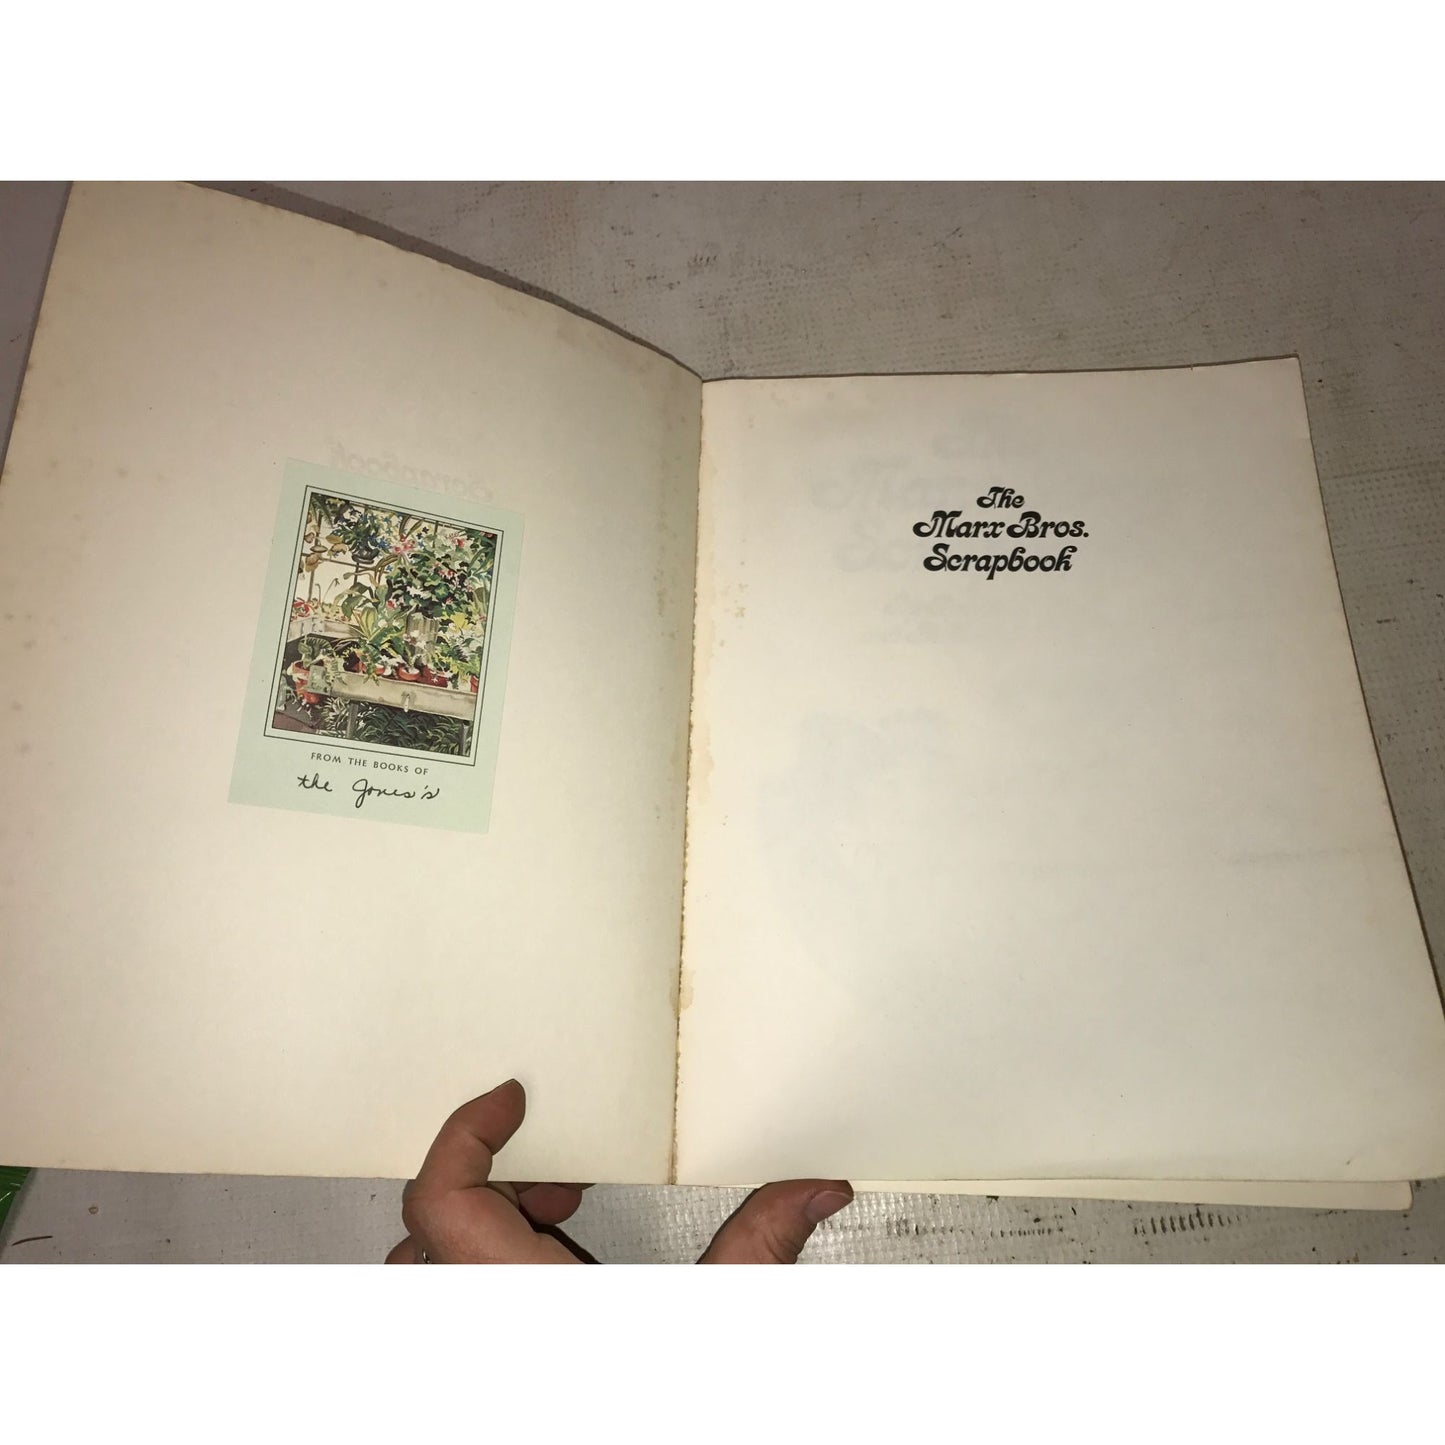 FROM THE BOOKS OF
the Jones's
The
Marx Bros.
Scrapbook